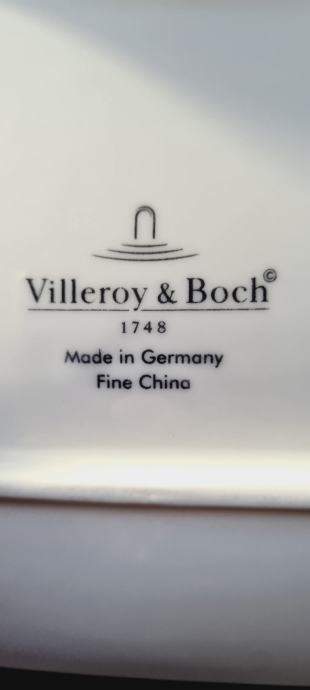 Villeroy & Boch©
1748
Made in Germany
Fine China